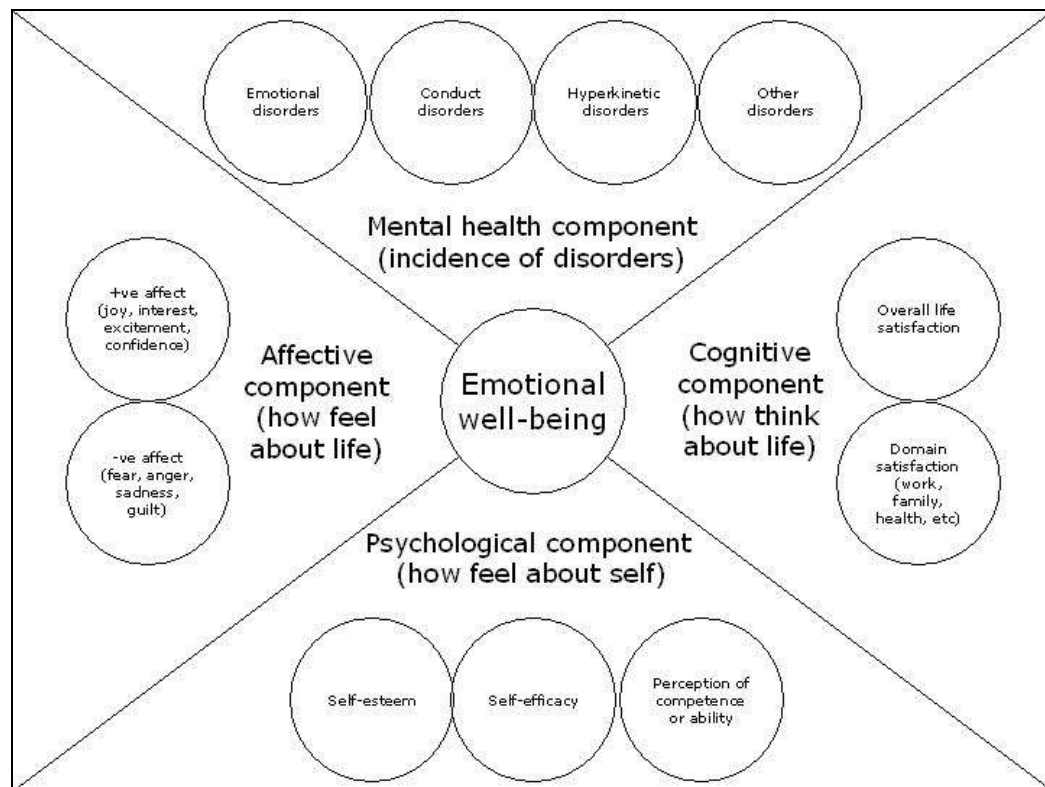 Emotional
disorders
Conduct
disorders
Hyperkinetic
disorders
Other
disorders
Mental health component
(incidence of disorders)
+ve affect
(joy, interest,
excitement,
confidence)
-ve affect
(fear, anger,
sadness,
guilt)
Affective
component
(how feel
about life)
Emotional
well-being
Cognitive
component
(how think
about life)
Overall life
satisfaction
Domain
satisfaction
(work,
family,
health, etc)
Psychological component
(how feel about self)
Self-esteem
Self-efficacy
Perception of
competence
or ability